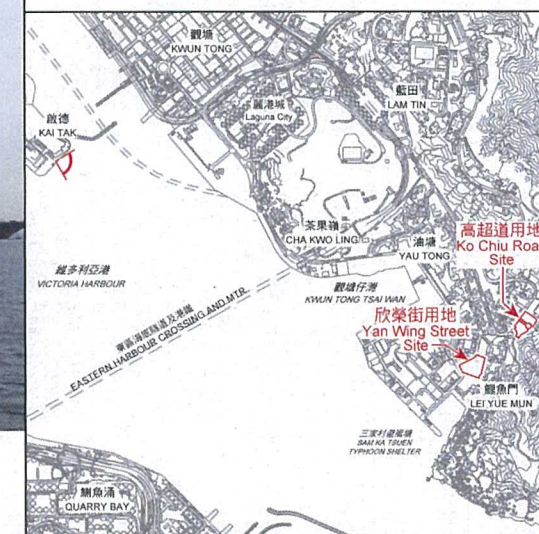 觀塘
KWUN TONG
麗港城
Laguna City
藍田
LAM TIN
啟德
KAI TAK
茶果嶺
CHA KWO LING
油塘
YAU TONG
高超道用地
Ko Chiu Roa
Site
維多利亞港
VICTORIA HARBOUR
觀塘仔灣
KWUN TONG TSAI WAN
東區海底隧道及港鐵
EASTERN HARBOUR CROSSING AND MTR
欣榮街用地
Yan Wing Street
Site
鯉魚門
LEI YUE MUN
三家村避風塘
SAM KA TSUEN
TYPHOON SHELTER
鰂魚涌
QUARRY BAY